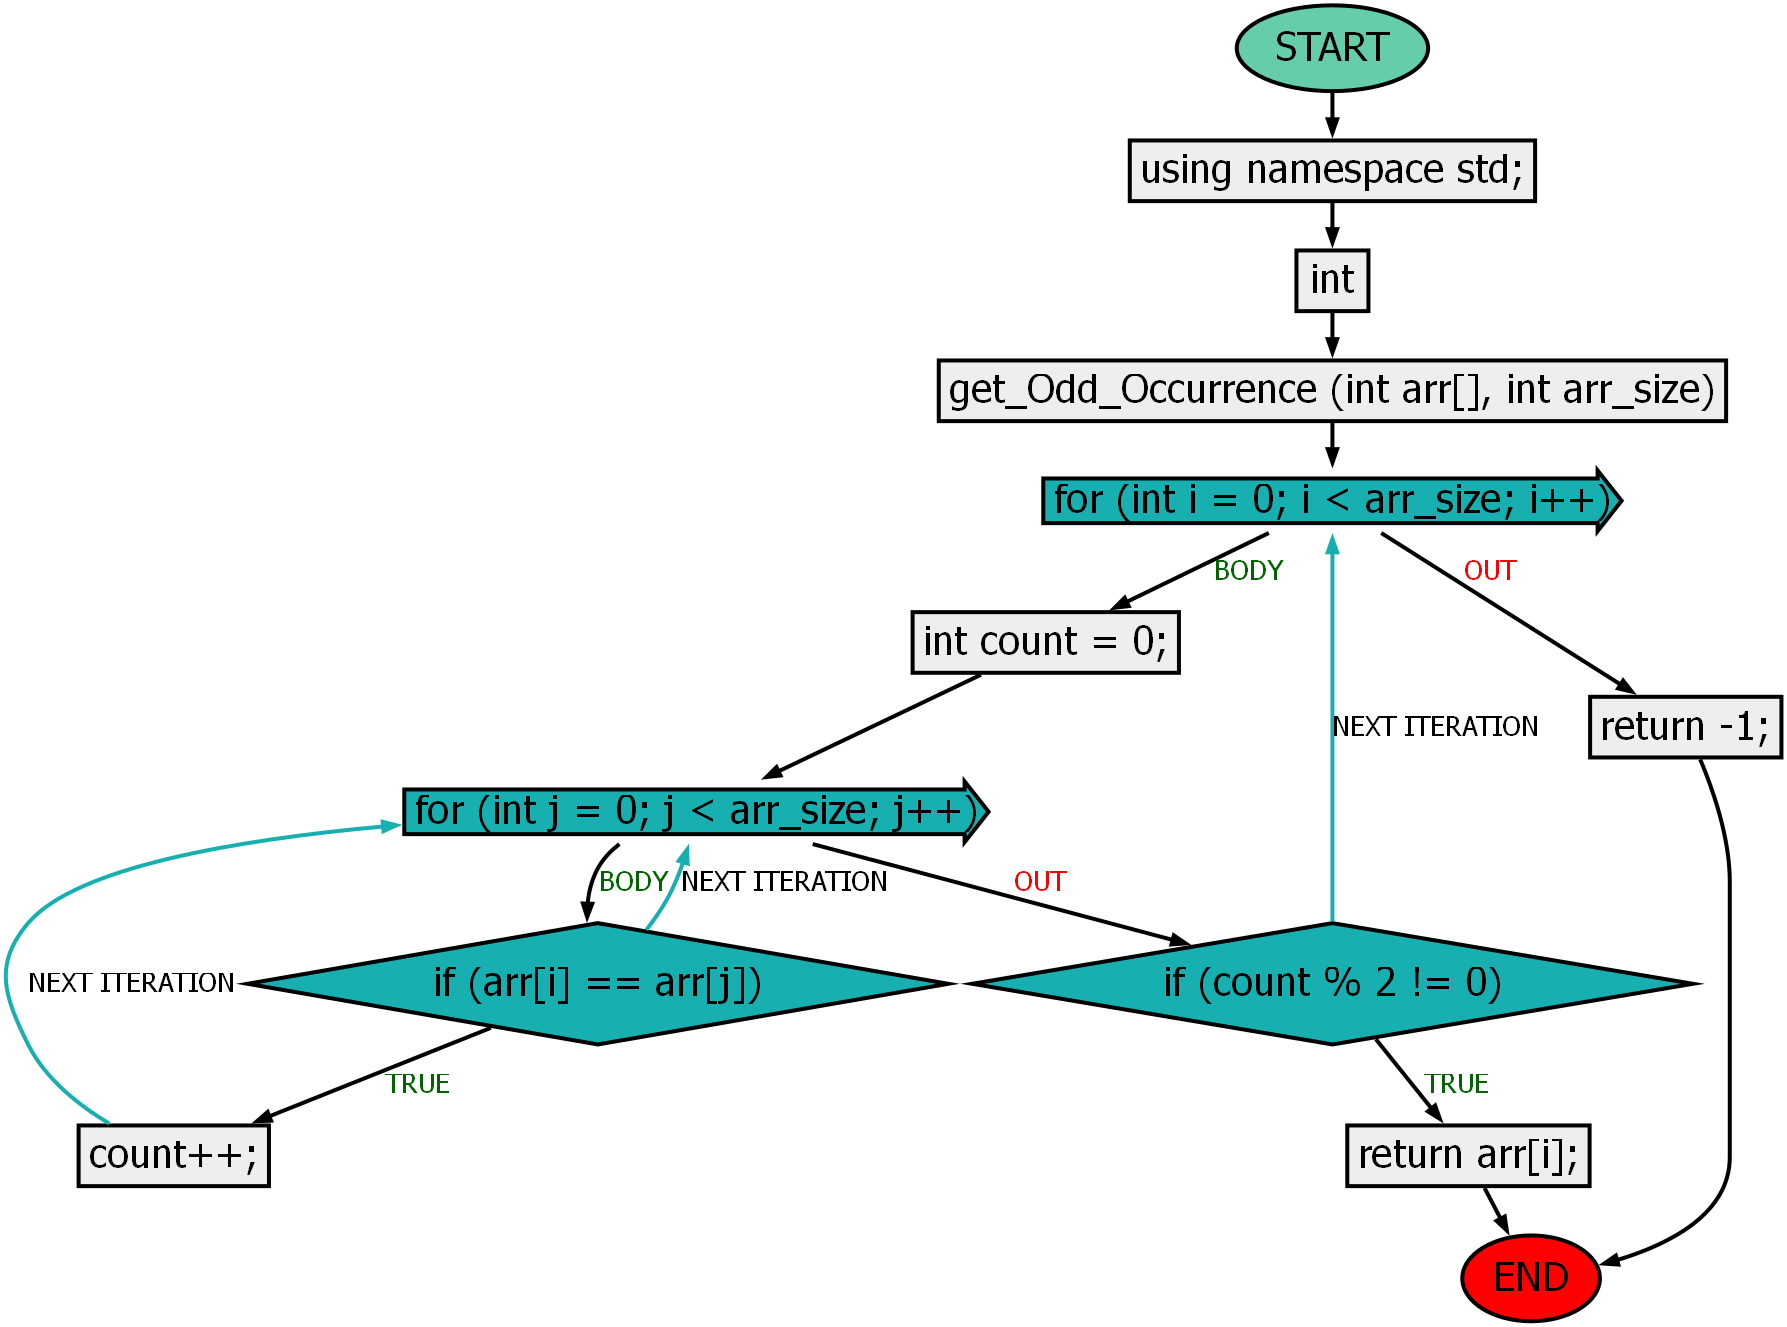 START
using namespace std;
int
get_Odd_Occurrence (int arr[], int arr_size)
for (int i = 0; i < arr_size; i++)
BODY
OUT
int count = 0;
NEXT ITERATION
return -1;
for (int j = 0; j < arr_size; j++)
BODY
NEXT ITERATION
OUT
NEXT ITERATION
if (arr[i] == arr[j])
if (count % 2 != 0)
TRUE
TRUE
count++;
return arr[i];
END